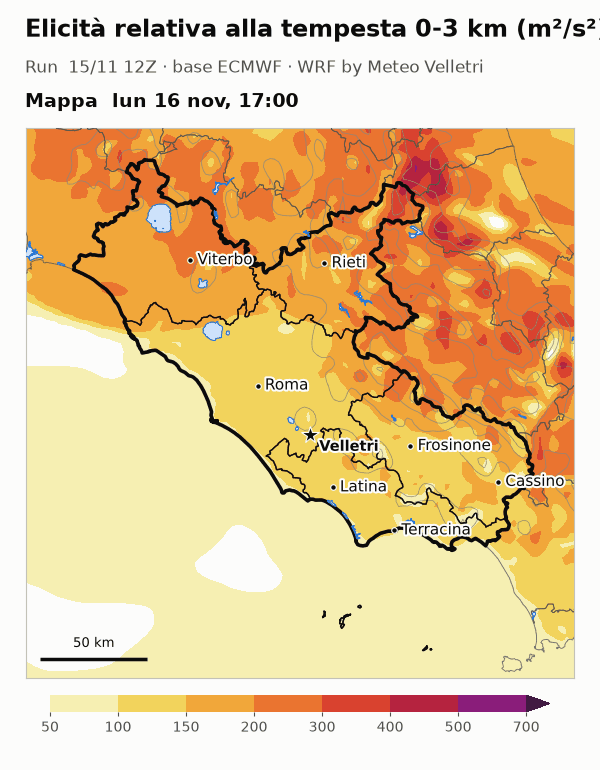 Elicità relativa alla tempesta 0-3 km (m²/s²)
Run 15/11 12Z · base ECMWF · WRF by Meteo Velletri
Mappa lun 16 nov, 17:00
Viterbo
Rieti
Roma
Velletri
Frosinone
Cassino
Latina
Terracina
50 km
50 100 150 200 300 400 500 700